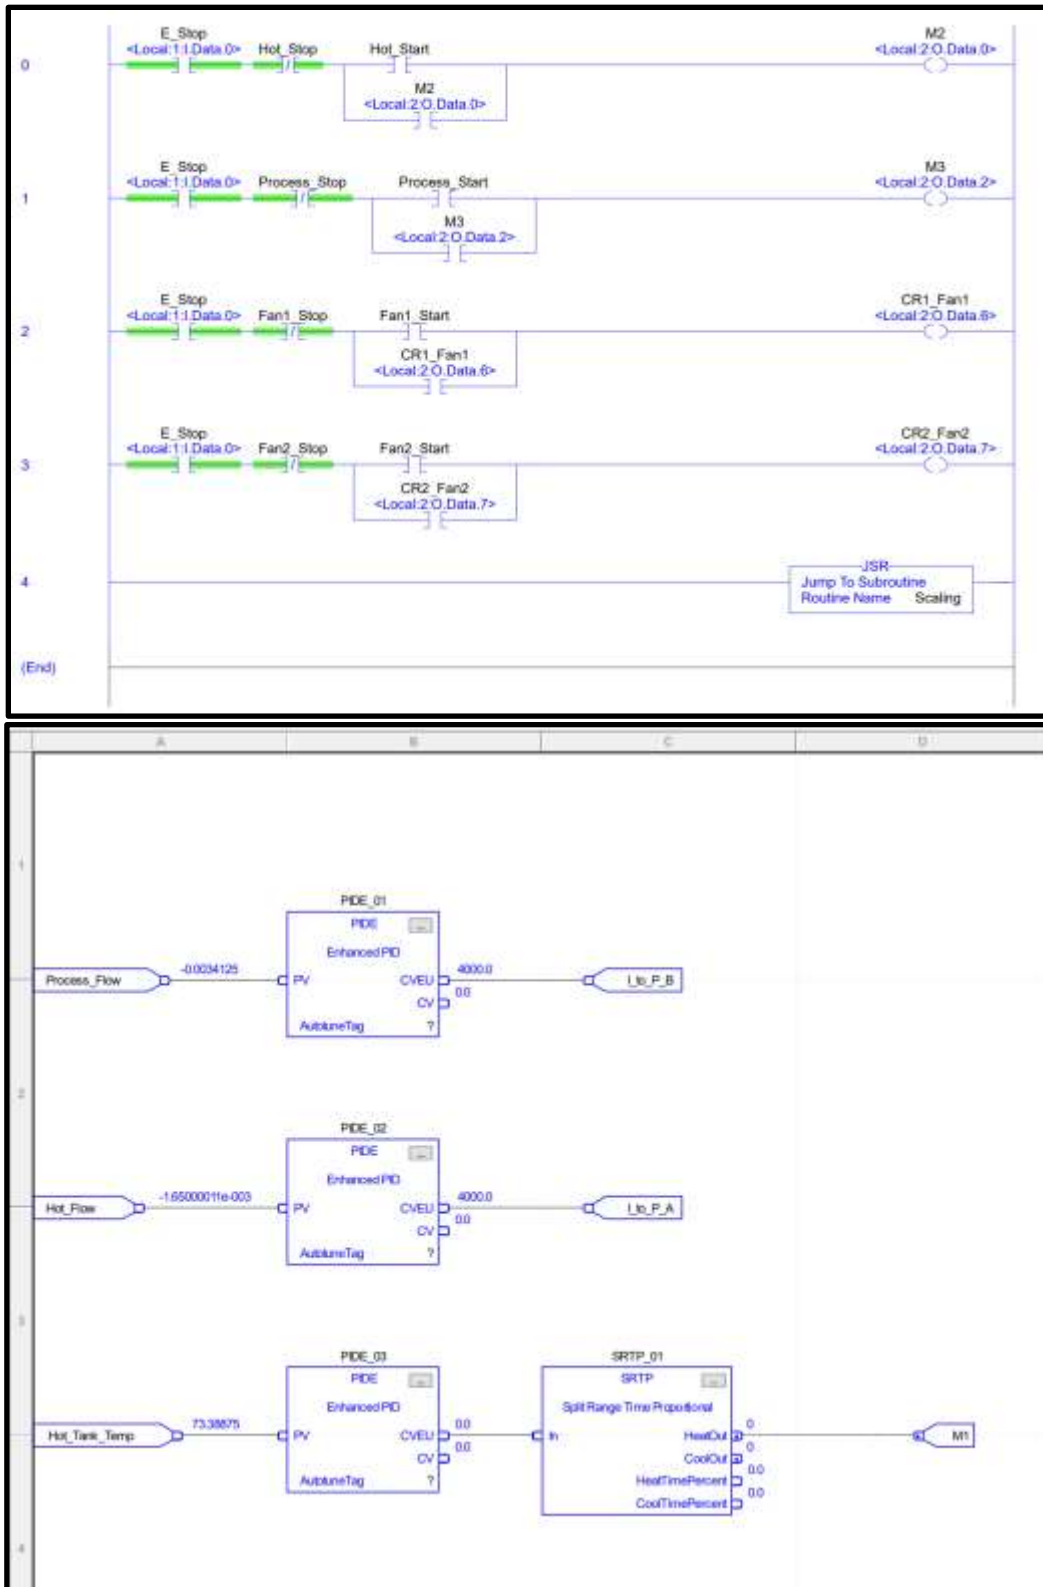 E_Stop
<Local:1:I.Data.0> Hot_Stop Hot_Start
M2
<Local:2:O.Data.0>
0
M2
<Local:2:O.Data.0>
E_Stop
<Local:1:I.Data.0> Process_Stop Process_Start
M3
<Local:2:O.Data.2>
1
M3
<Local:2:O.Data.2>
E_Stop
<Local:1:I.Data.0> Fan1_Stop Fan1_Start
CR1_Fan1
<Local:2:O.Data.6>
2
CR1_Fan1
<Local:2:O.Data.6>
E_Stop
<Local:1:I.Data.0> Fan2_Stop Fan2_Start
CR2_Fan2
<Local:2:O.Data.7>
3
CR2_Fan2
<Local:2:O.Data.7>
JSR
4
Jump To Subroutine
Routine Name Scaling
(End)
A B C D
1
PIDE_01
PIDE ...
Enhanced PID
Process_Flow -0.0034125 PV CVEU 4000.0 I_to_P_B
CV 0.0
AutotuneTag ?
2
PIDE_02
PIDE ...
Enhanced PID
Hot_Flow -1.65000011e-003 PV CVEU 4000.0 I_to_P_A
CV 0.0
AutotuneTag ?
3
PIDE_03 SRTP_01
PIDE ... SRTP ...
Enhanced PID Split Range Time Proportional
Hot_Tank_Temp 73.38875 PV CVEU 0.0 In HeatOut 0 M1
CV 0.0 CoolOut 0
HeatTimePercent 0.0
AutotuneTag ? CoolTimePercent 0.0
4